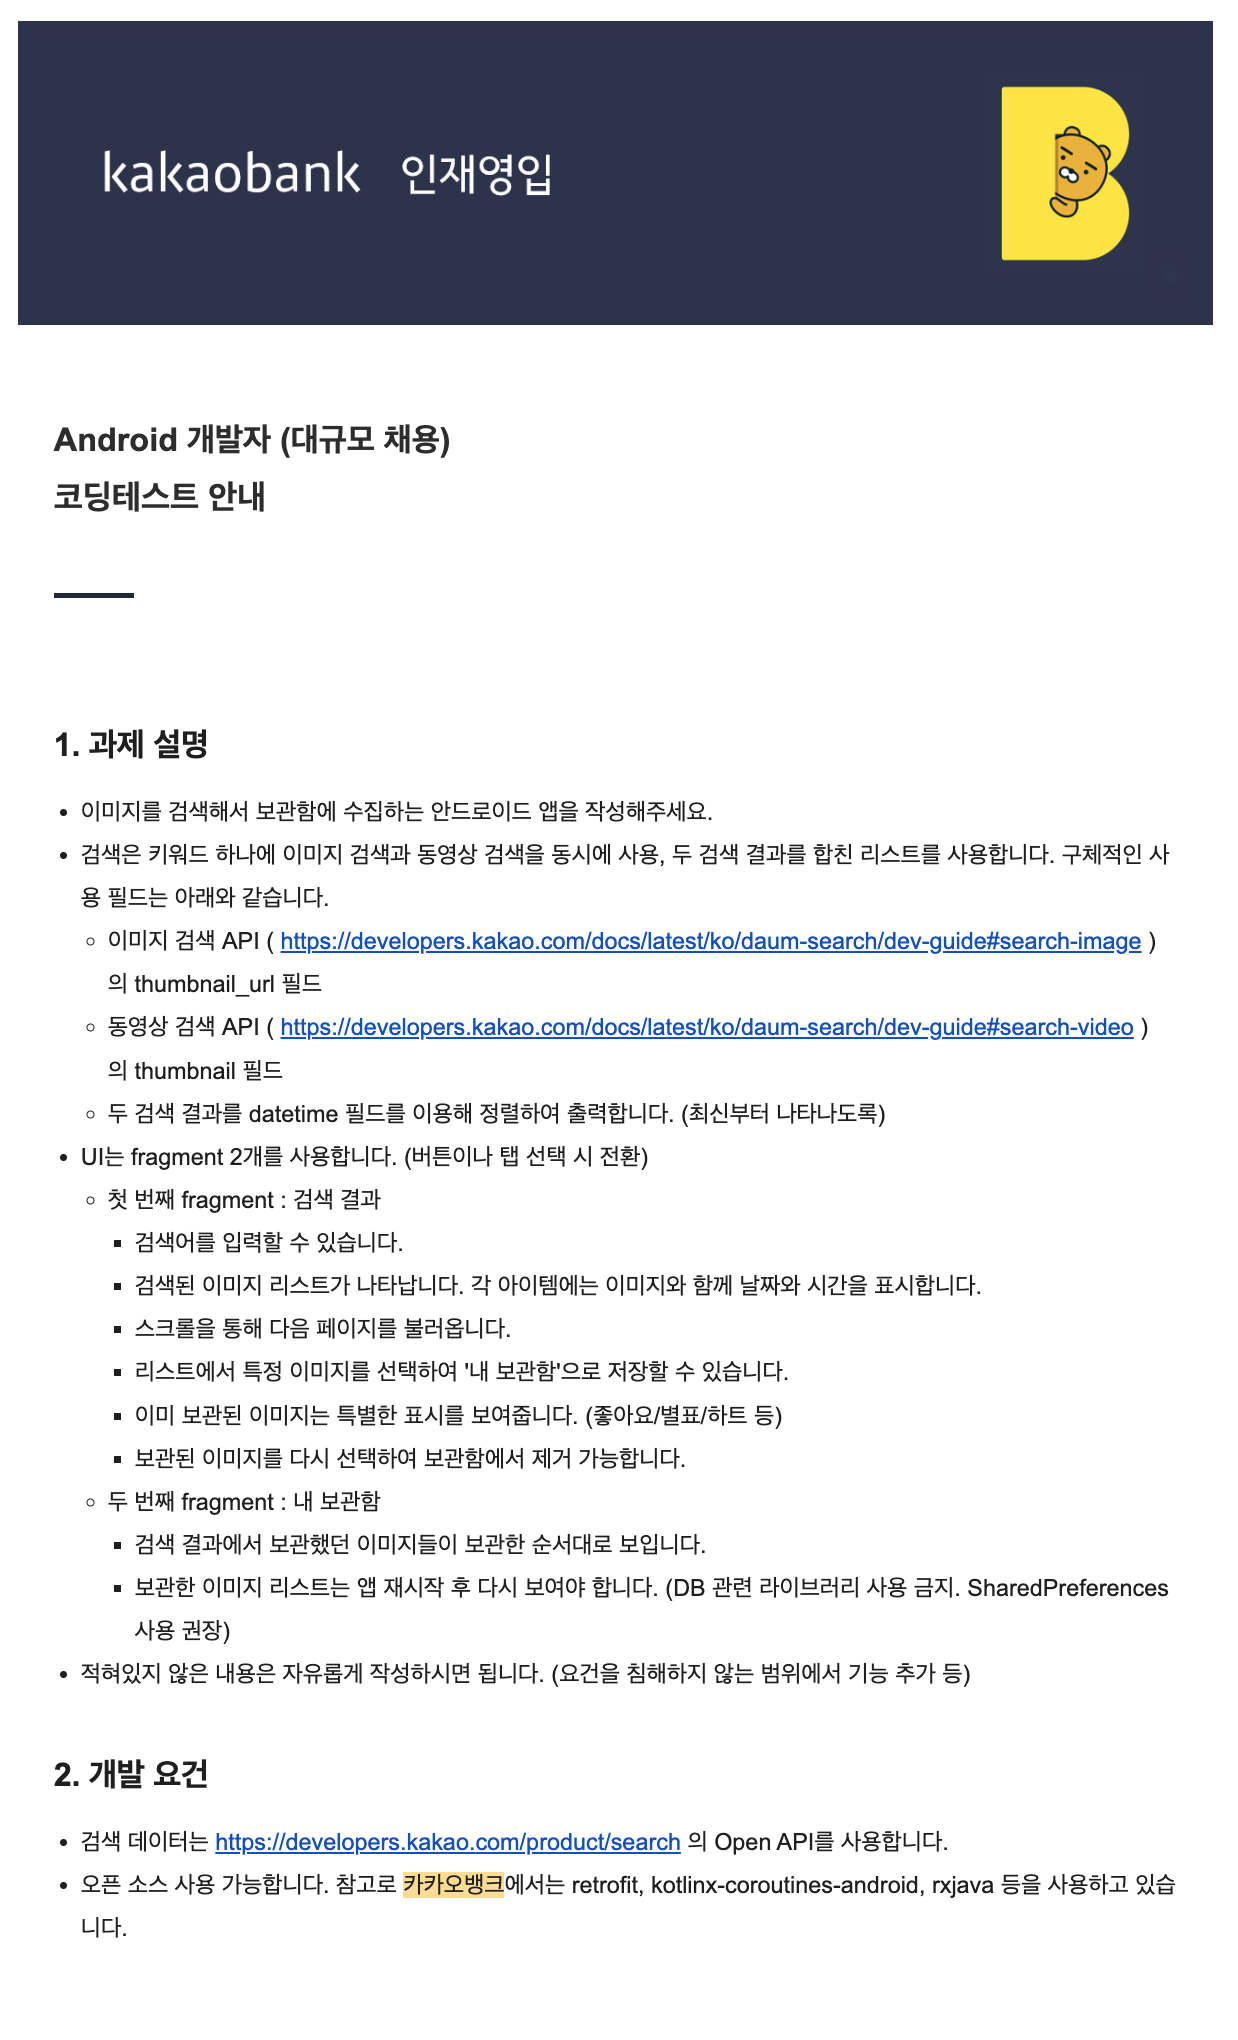 kakaobank 인재영입
Android 개발자 (대규모 채용)
코딩테스트 안내
1. 과제 설명
• 이미지를 검색해서 보관함에 수집하는 안드로이드 앱을 작성해주세요.
• 검색은 키워드 하나에 이미지 검색과 동영상 검색을 동시에 사용, 두 검색 결과를 합친 리스트를 사용합니다. 구체적인 사
용 필드는 아래와 같습니다.
◦ 이미지 검색 API ( https://developers.kakao.com/docs/latest/ko/daum-search/dev-guide#search-image )
의 thumbnail_url 필드
◦ 동영상 검색 API ( https://developers.kakao.com/docs/latest/ko/daum-search/dev-guide#search-video )
의 thumbnail 필드
◦ 두 검색 결과를 datetime 필드를 이용해 정렬하여 출력합니다. (최신부터 나타나도록)
• UI는 fragment 2개를 사용합니다. (버튼이나 탭 선택 시 전환)
◦ 첫 번째 fragment : 검색 결과
▪ 검색어를 입력할 수 있습니다.
▪ 검색된 이미지 리스트가 나타납니다. 각 아이템에는 이미지와 함께 날짜와 시간을 표시합니다.
▪ 스크롤을 통해 다음 페이지를 불러옵니다.
▪ 리스트에서 특정 이미지를 선택하여 '내 보관함'으로 저장할 수 있습니다.
▪ 이미 보관된 이미지는 특별한 표시를 보여줍니다. (좋아요/별표/하트 등)
▪ 보관된 이미지를 다시 선택하여 보관함에서 제거 가능합니다.
◦ 두 번째 fragment : 내 보관함
▪ 검색 결과에서 보관했던 이미지들이 보관한 순서대로 보입니다.
▪ 보관한 이미지 리스트는 앱 재시작 후 다시 보여야 합니다. (DB 관련 라이브러리 사용 금지. SharedPreferences
사용 권장)
• 적혀있지 않은 내용은 자유롭게 작성하시면 됩니다. (요건을 침해하지 않는 범위에서 기능 추가 등)
2. 개발 요건
• 검색 데이터는 https://developers.kakao.com/product/search 의 Open API를 사용합니다.
• 오픈 소스 사용 가능합니다. 참고로 카카오뱅크에서는 retrofit, kotlinx-coroutines-android, rxjava 등을 사용하고 있습
니다.